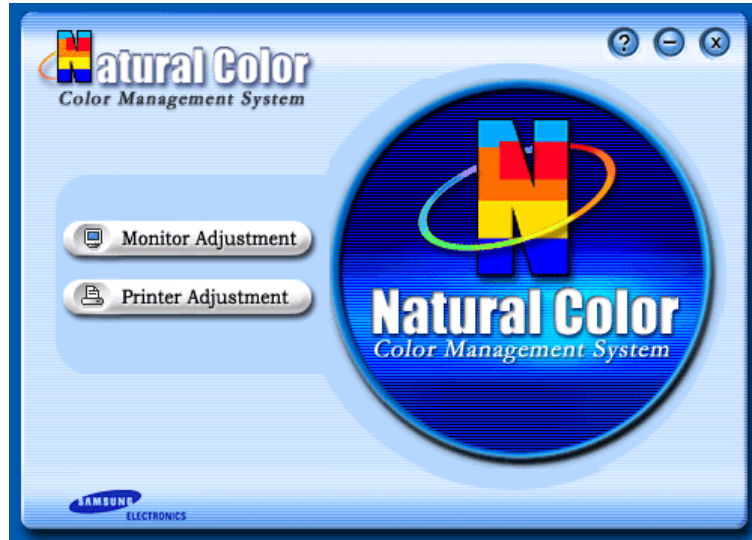 Natural Color
Color Management System
? – x
Monitor Adjustment
Printer Adjustment
N
Natural Color
Color Management System
SAMSUNG
ELECTRONICS